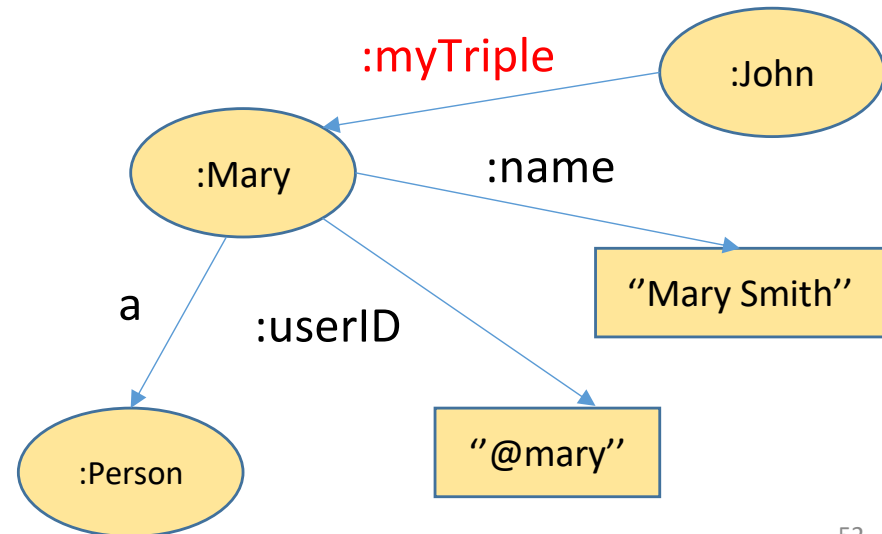 :myTriple
:John
:Mary
:name
‘’Mary Smith’’
a
:userID
‘’@mary’’
:Person